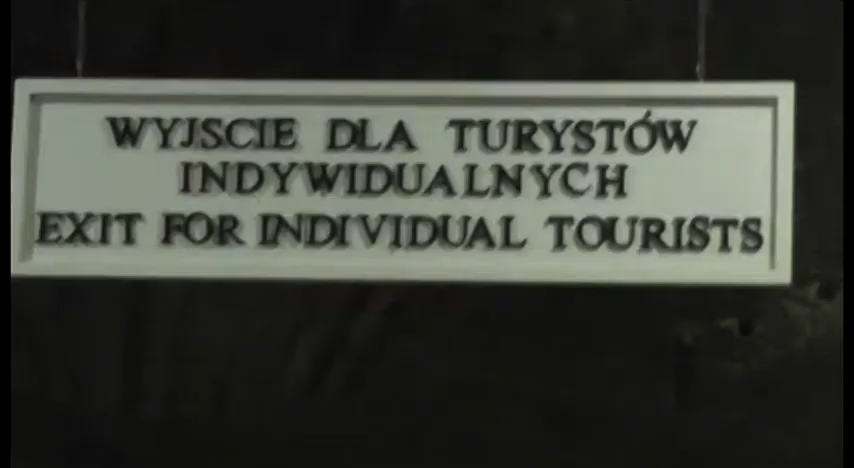 WYJSCIE DLA TURYSTÓW
INDYWIDUALNYCH
EXIT FOR INDIVIDUAL TOURISTS